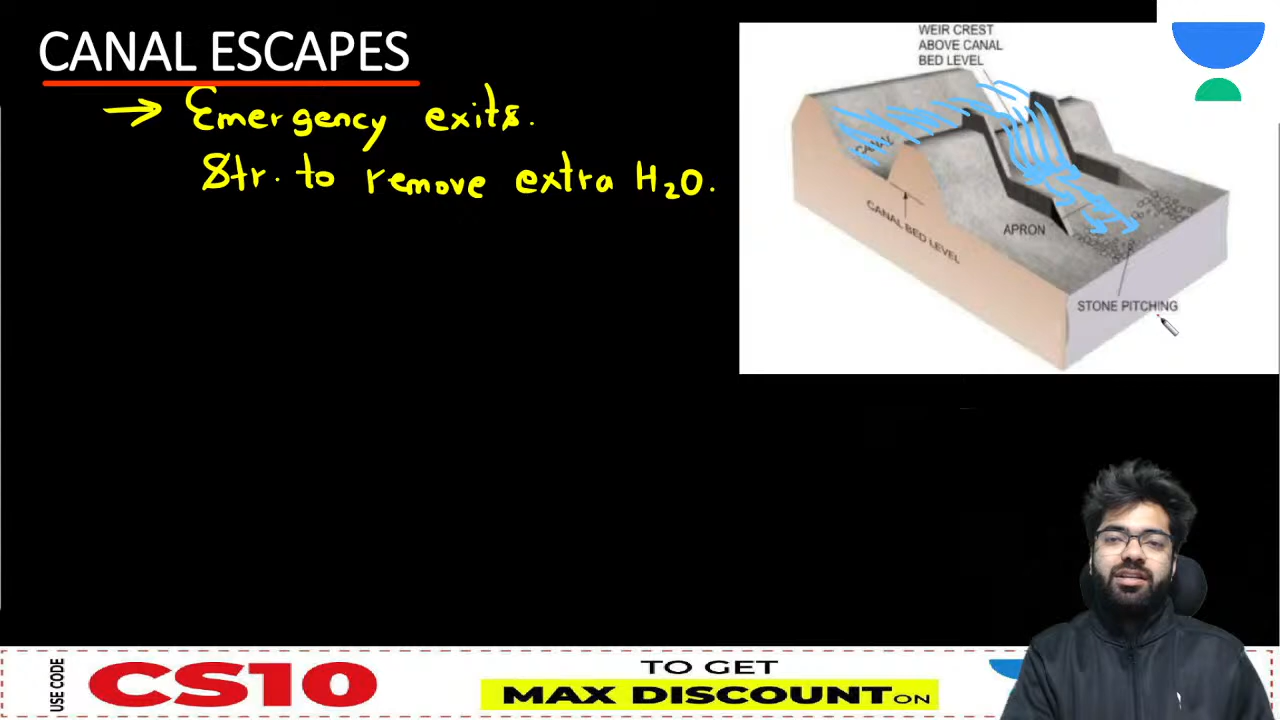 CANAL ESCAPES
→ Emergency exits.
Str. to remove extra H₂O.
WEIR CREST
ABOVE CANAL
BED LEVEL
CANAL
CANAL BED LEVEL
APRON
STONE PITCHING
USE CODE
CS10
TO GET
MAX DISCOUNT ON